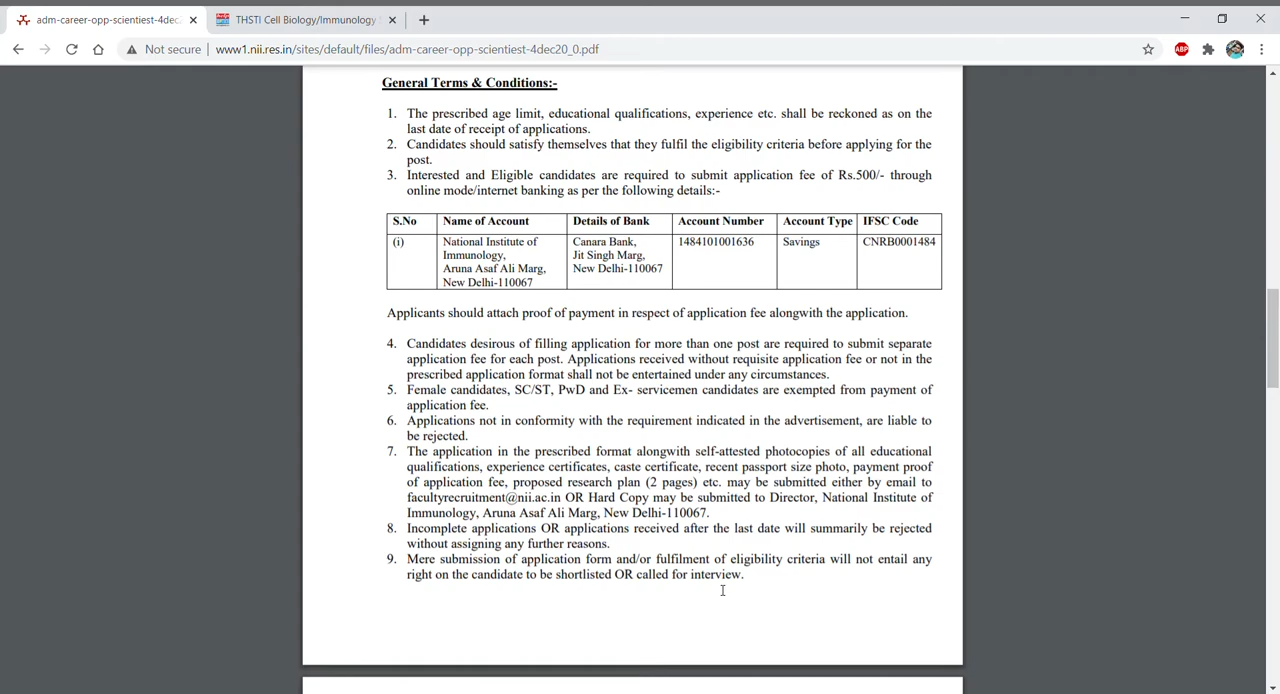 adm-career-opp-scientiest-4dec
THSTI Cell Biology/Immunology
Not secure
www1.nii.res.in/sites/default/files/adm-career-opp-scientiest-4dec20_0.pdf
ABP
General Terms & Conditions:-
1. The prescribed age limit, educational qualifications, experience etc. shall be reckoned as on the
last date of receipt of applications.
2. Candidates should satisfy themselves that they fulfil the eligibility criteria before applying for the
post.
3. Interested and Eligible candidates are required to submit application fee of Rs.500/- through
online mode/internet banking as per the following details:-
S.No Name of Account Details of Bank Account Number Account Type IFSC Code
(i) National Institute of Canara Bank, 1484101001636 Savings CNRB0001484
Immunology, Jit Singh Marg,
Aruna Asaf Ali Marg, New Delhi-110067
New Delhi-110067
Applicants should attach proof of payment in respect of application fee alongwith the application.
4. Candidates desirous of filling application for more than one post are required to submit separate
application fee for each post. Applications received without requisite application fee or not in the
prescribed application format shall not be entertained under any circumstances.
5. Female candidates, SC/ST, PwD and Ex- servicemen candidates are exempted from payment of
application fee.
6. Applications not in conformity with the requirement indicated in the advertisement, are liable to
be rejected.
7. The application in the prescribed format alongwith self-attested photocopies of all educational
qualifications, experience certificates, caste certificate, recent passport size photo, payment proof
of application fee, proposed research plan (2 pages) etc. may be submitted either by email to
facultyrecruitment@nii.ac.in OR Hard Copy may be submitted to Director, National Institute of
Immunology, Aruna Asaf Ali Marg, New Delhi-110067.
8. Incomplete applications OR applications received after the last date will summarily be rejected
without assigning any further reasons.
9. Mere submission of application form and/or fulfilment of eligibility criteria will not entail any
right on the candidate to be shortlisted OR called for interview.